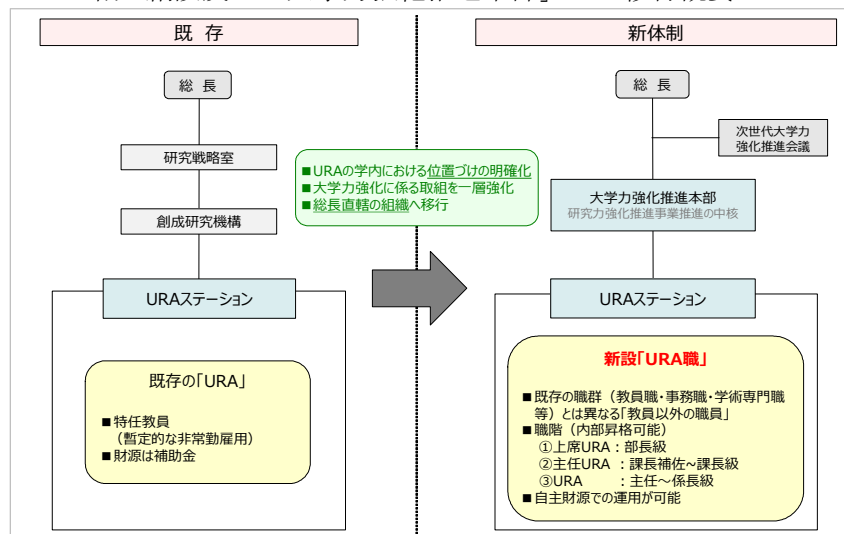 既 存
総 長
研究戦略室
創成研究機構
URAステーション
既存の「URA」
■特任教員
（暫定的な非常勤雇用）
■財源は補助金
■URAの学内における位置づけの明確化
■大学力強化に係る取組を一層強化
■総長直轄の組織へ移行
新体制
総 長
次世代大学力
強化推進会議
大学力強化推進本部
研究力強化推進事業推進の中核
URAステーション
新設「URA職」
■既存の職群（教員職・事務職・学術専門職
等）とは異なる「教員以外の職員」
■職階（内部昇格可能）
①上席URA：部長級
②主任URA ：課長補佐~課長級
③URA ：主任～係長級
■自主財源での運用が可能